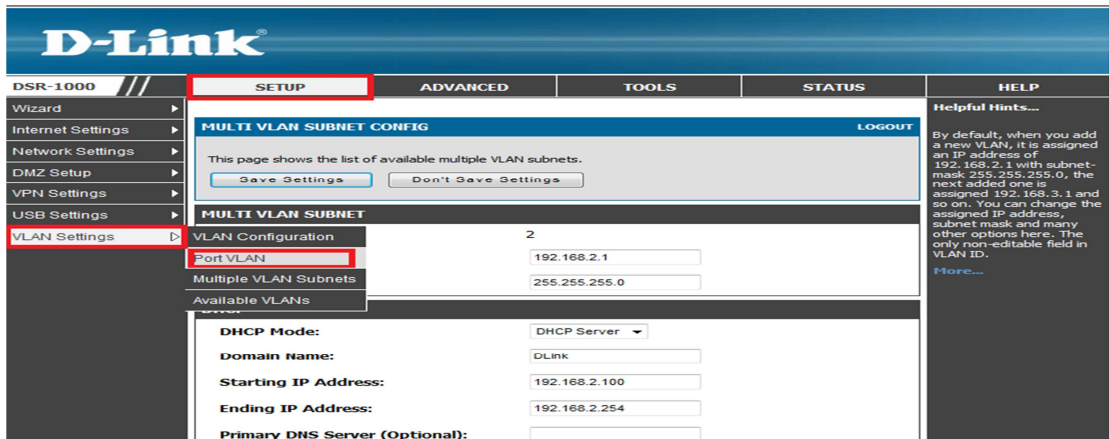 D-Link®
DSR-1000
SETUP
ADVANCED
TOOLS
STATUS
HELP
Wizard
Internet Settings
Network Settings
DMZ Setup
VPN Settings
USB Settings
VLAN Settings
VLAN Configuration
Port VLAN
Multiple VLAN Subnets
Available VLANs
MULTI VLAN SUBNET CONFIG
LOGOUT
This page shows the list of available multiple VLAN subnets.
Save Settings
Don't Save Settings
MULTI VLAN SUBNET
2
192.168.2.1
255.255.255.0
DHCP Mode:
DHCP Server
Domain Name:
DLink
Starting IP Address:
192.168.2.100
Ending IP Address:
192.168.2.254
Primary DNS Server (Optional):
Helpful Hints...
By default, when you add
a new VLAN, it is assigned
an IP address of
192.168.2.1 with subnet-
mask 255.255.255.0, the
next added one is
assigned 192.168.3.1 and
so on. You can change the
assigned IP address,
subnet mask and many
other options here. The
only non-editable field in
VLAN ID.
More...